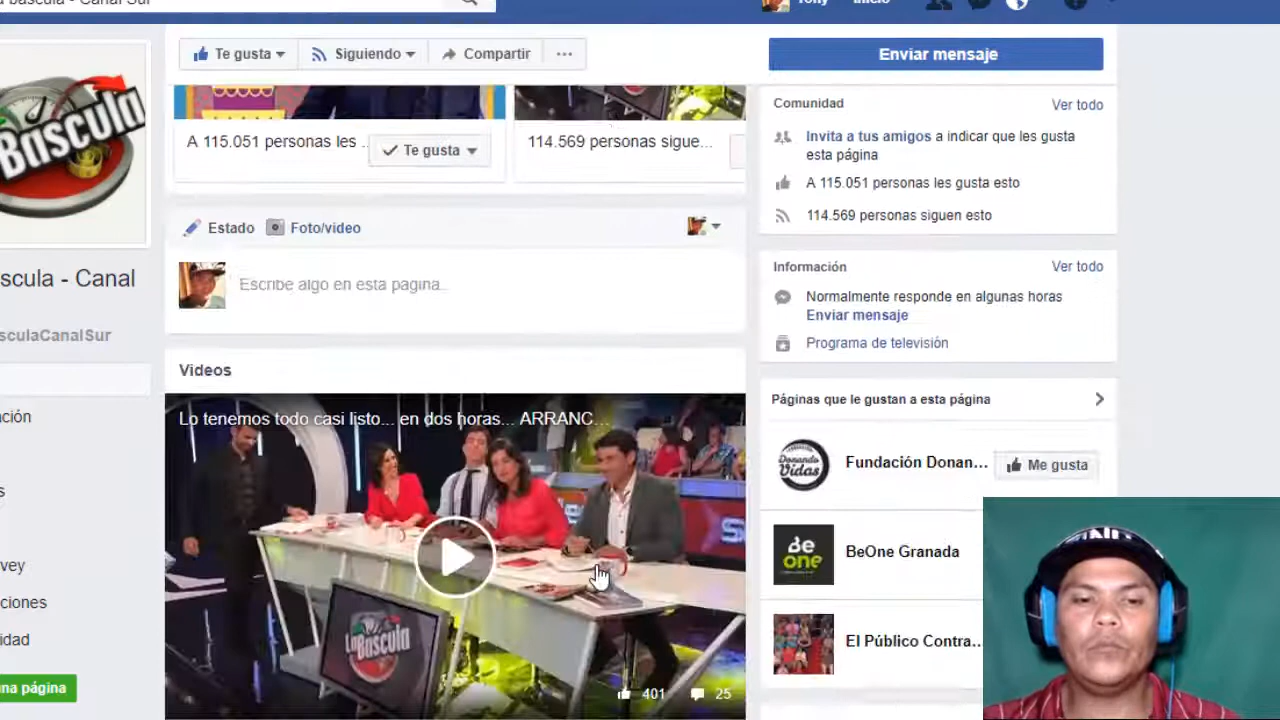 Canal Sur
Tony
Inicio
Te gusta
Siguiendo
Compartir
Enviar mensaje
A 115.051 personas les ...
Te gusta
114.569 personas sigue...
Comunidad
Ver todo
Invita a tus amigos a indicar que les gusta
esta página
A 115.051 personas les gusta esto
114.569 personas siguen esto
Bascula
scula - Canal
sculaCanalSur
Estado
Foto/video
Escribe algo en esta página..
Información
Ver todo
Normalmente responde en algunas horas
Enviar mensaje
Programa de televisión
Videos
Lo tenemos todo casi listo... en dos horas... ARRANC...
La Bascula
401
25
Páginas que le gustan a esta página
Donando
Vidas
Fundación Donan...
Me gusta
Be
one
BeOne Granada
El Público Contra...
ción
s
vey
ciones
idad
na página